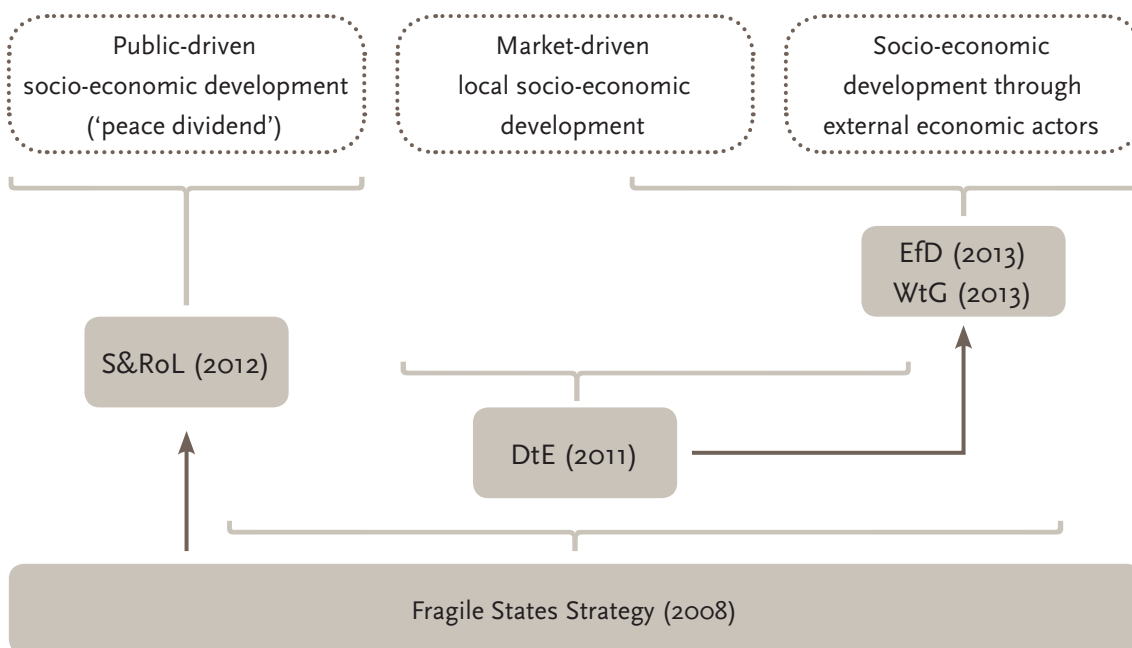 Public-driven
socio-economic development
(‘peace dividend’)
Market-driven
local socio-economic
development
Socio-economic
development through
external economic actors
EfD (2013)
WtG (2013)
S&RoL (2012)
DtE (2011)
Fragile States Strategy (2008)